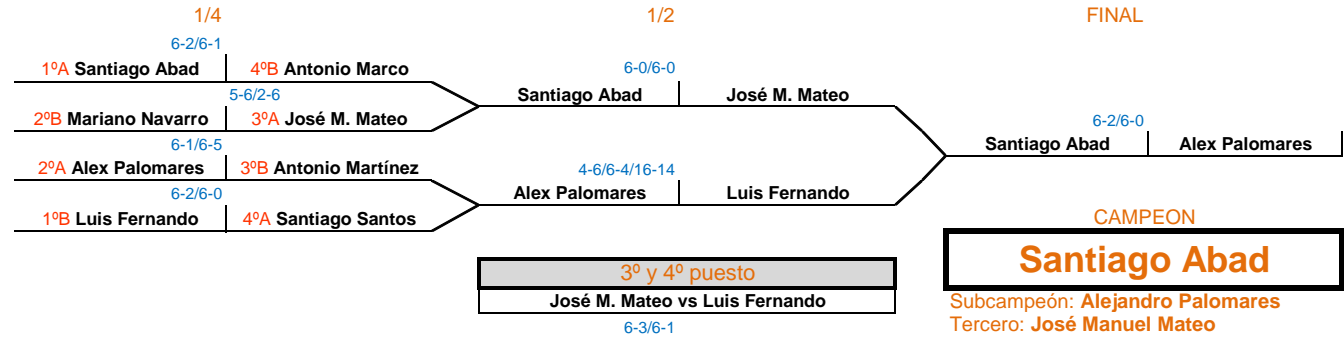 1/4
1/2
FINAL
6-2/6-1
1ºA Santiago Abad
4ºB Antonio Marco
5-6/2-6
2ºB Mariano Navarro
3ºA José M. Mateo
6-1/6-5
2ºA Alex Palomares
3ºB Antonio Martínez
6-2/6-0
1ºB Luis Fernando
4ºA Santiago Santos
6-0/6-0
Santiago Abad
José M. Mateo
4-6/6-4/16-14
Alex Palomares
Luis Fernando
6-2/6-0
Santiago Abad
Alex Palomares
3º y 4º puesto
José M. Mateo vs Luis Fernando
6-3/6-1
CAMPEON
Santiago Abad
Subcampeón: Alejandro Palomares
Tercero: José Manuel Mateo